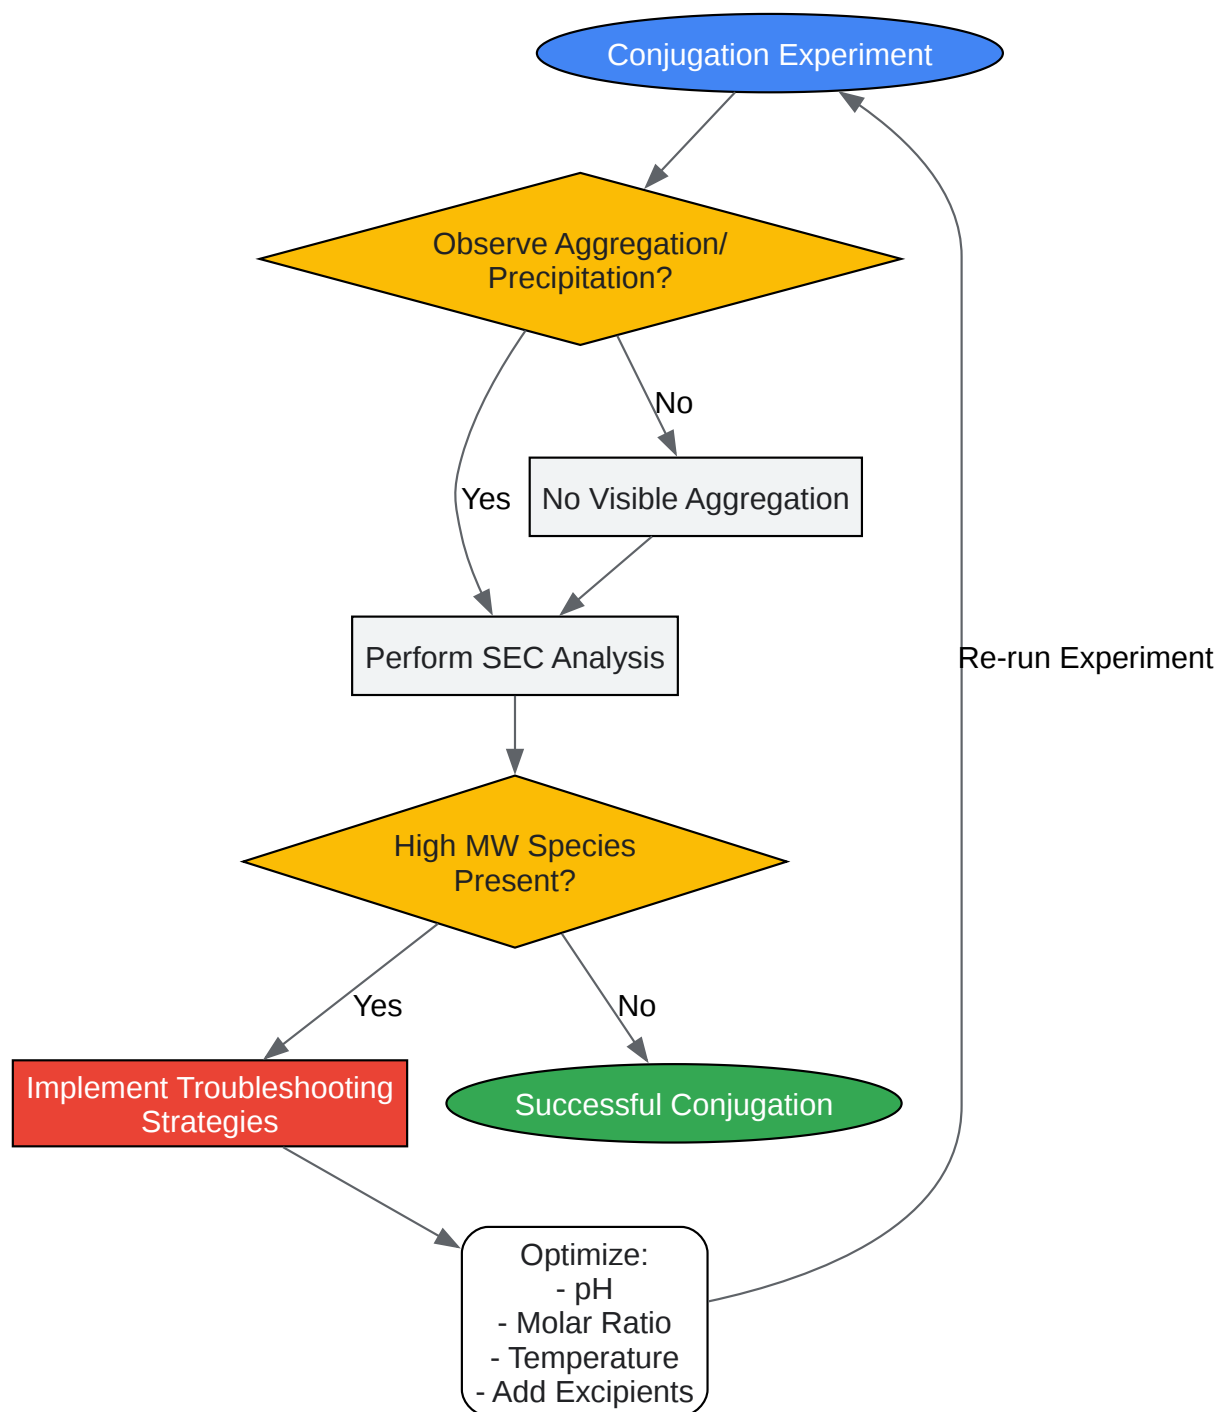 Conjugation Experiment
Observe Aggregation/
Precipitation?
No
Yes
No Visible Aggregation
Perform SEC Analysis
Re-run Experiment
High MW Species
Present?
Yes
No
Implement Troubleshooting
Strategies
Successful Conjugation
Optimize:
- pH
- Molar Ratio
- Temperature
- Add Excipients